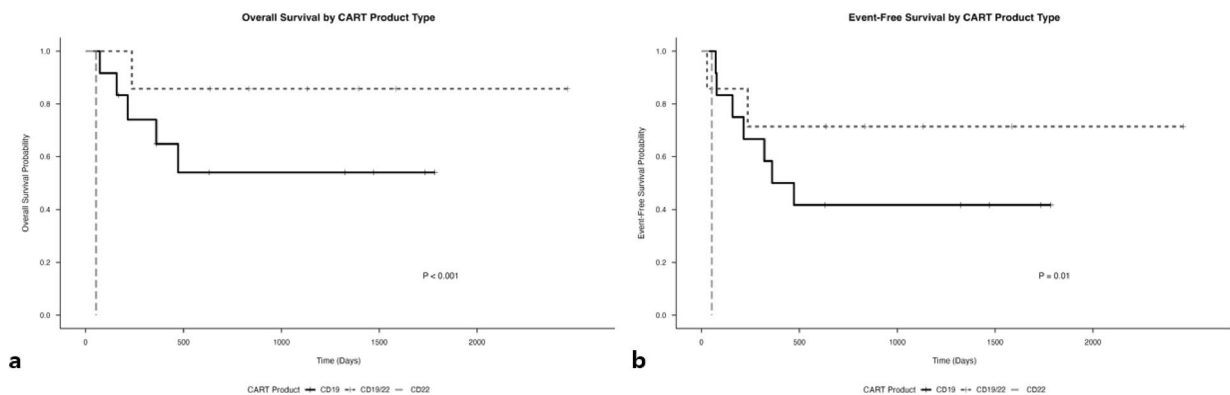 Overall Survival by CART Product Type
1.0
0.8
0.6
0.4
0.2
0.0
Overall Survival Probability
P < 0.001
0 500 1000 1500 2000
Time (Days)
a
CART Product CD19 CD19/22 CD22
Event-Free Survival by CART Product Type
1.0
0.8
0.6
0.4
0.2
0.0
Event-Free Survival Probability
P = 0.01
0 500 1000 1500 2000
Time (Days)
b
CART Product CD19 CD19/22 CD22